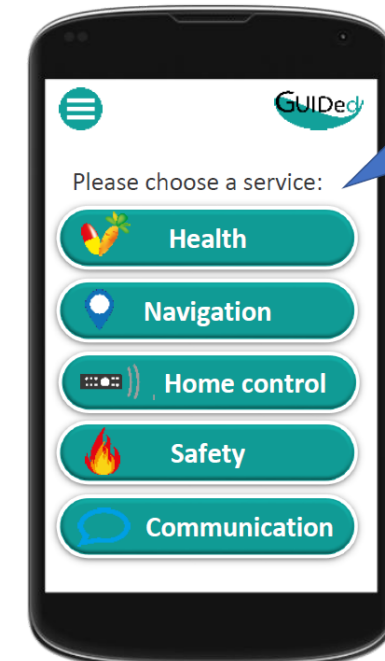 GUIDed
Please choose a service:
Health
Navigation
Home control
Safety
Communication